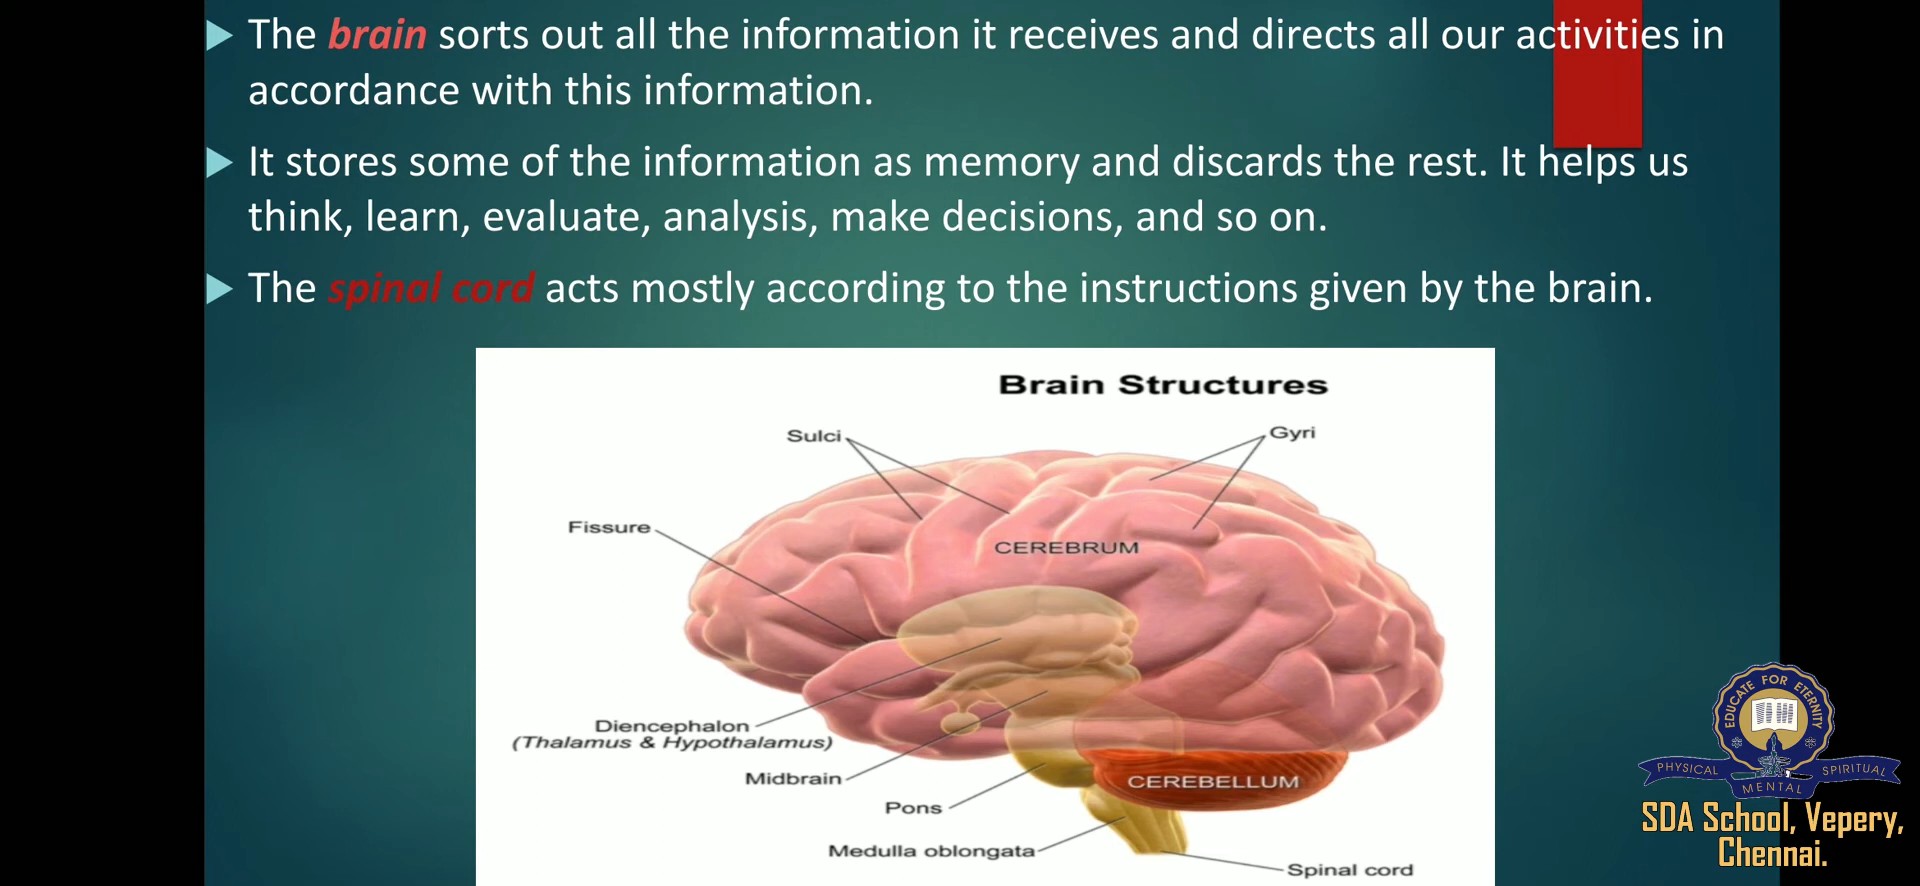 The brain sorts out all the information it receives and directs all our activities in
accordance with this information.
It stores some of the information as memory and discards the rest. It helps us
think, learn, evaluate, analysis, make decisions, and so on.
The spinal cord acts mostly according to the instructions given by the brain.
Brain Structures
Sulci
Gyri
Fissure
CEREBRUM
Diencephalon
(Thalamus & Hypothalamus)
Midbrain
CEREBELLUM
Pons
Medulla oblongata
Spinal cord
EDUCATE FOR ETERNITY
PHYSICAL
MENTAL
SPIRITUAL
SDA School, Vepery,
Chennai.